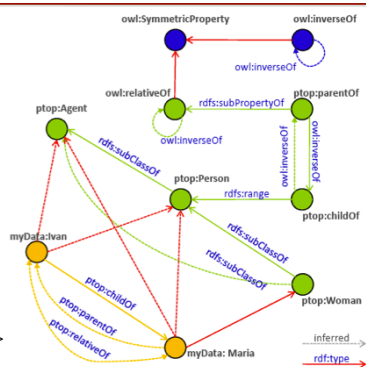 owl:SymmetricProperty
owl:inverseOf
owl:inverseOf
owl:relativeOf
ptop:parentOf
rdfs:subPropertyOf
ptop:Agent
owl:inverseOf
owl:inverseOf
owl:inverseOf
rdfs:subClassOf
ptop:Person
rdfs:range
ptop:childOf
myData:Ivan
rdfs:subClassOf
rdfs:subClassOf
ptop:childOf
ptop:parentOf
ptop:relativeOf
ptop:Woman
myData: Maria
inferred
rdf:type
>